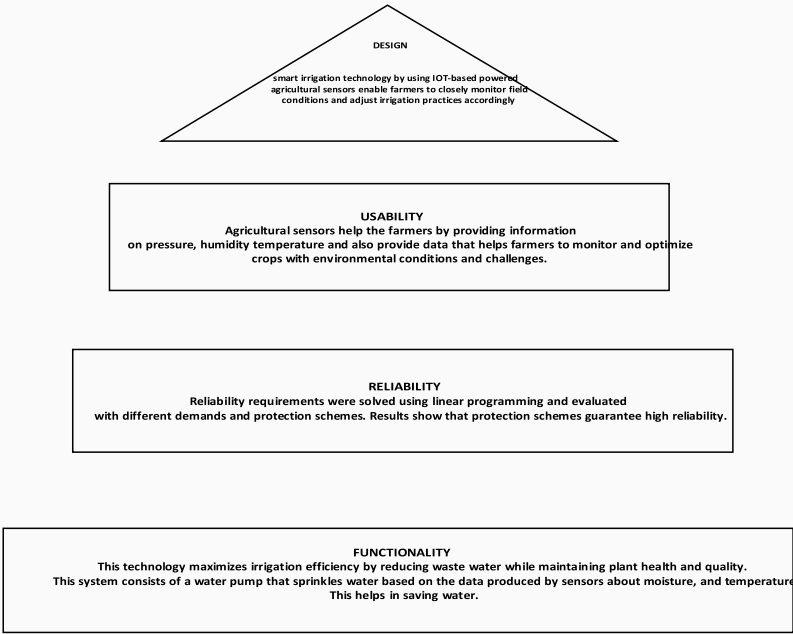 DESIGN
smart irrigation technology by using IOT-based powered
agricultural sensors enable farmers to closely monitor field
conditions and adjust irrigation practices accordingly
USABILITY
Agricultural sensors help the farmers by providing information
on pressure, humidity temperature and also provide data that helps farmers to monitor and optimize
crops with environmental conditions and challenges.
RELIABILITY
Reliability requirements were solved using linear programming and evaluated
with different demands and protection schemes. Results show that protection schemes guarantee high reliability.
FUNCTIONALITY
This technology maximizes irrigation efficiency by reducing waste water while maintaining plant health and quality.
This system consists of a water pump that sprinkles water based on the data produced by sensors about moisture, and temperature
This helps in saving water.